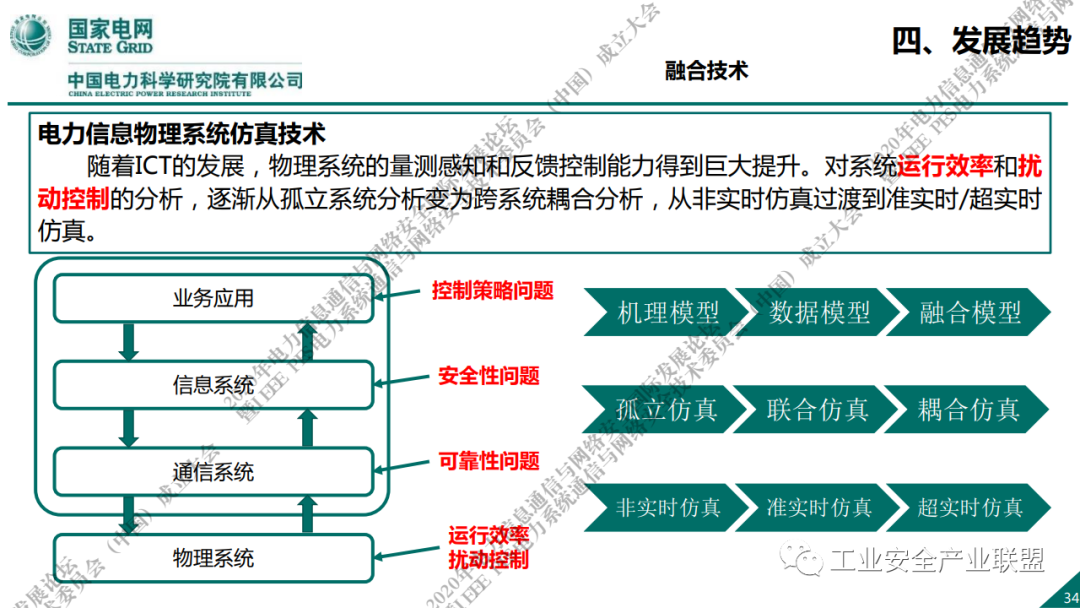 国家电网
STATE GRID
中国电力科学研究院有限公司
CHINA ELECTRIC POWER RESEARCH INSTITUTE
四、发展趋势
融合技术
电力信息物理系统仿真技术
随着ICT的发展，物理系统的量测感知和反馈控制能力得到巨大提升。对系统运行效率和扰
动控制的分析，逐渐从孤立系统分析变为跨系统耦合分析，从非实时仿真过渡到准实时/超实时
仿真。
业务应用
控制策略问题
信息系统
安全性问题
通信系统
可靠性问题
物理系统
运行效率
扰动控制
机理模型
数据模型
融合模型
孤立仿真
联合仿真
耦合仿真
非实时仿真
准实时仿真
超实时仿真
2020年电力信息通信与网络安全国际发展论坛
暨IEEE PES电力系统通信与网络安全技术委员会（中国）成立大会
工业安全产业联盟
34